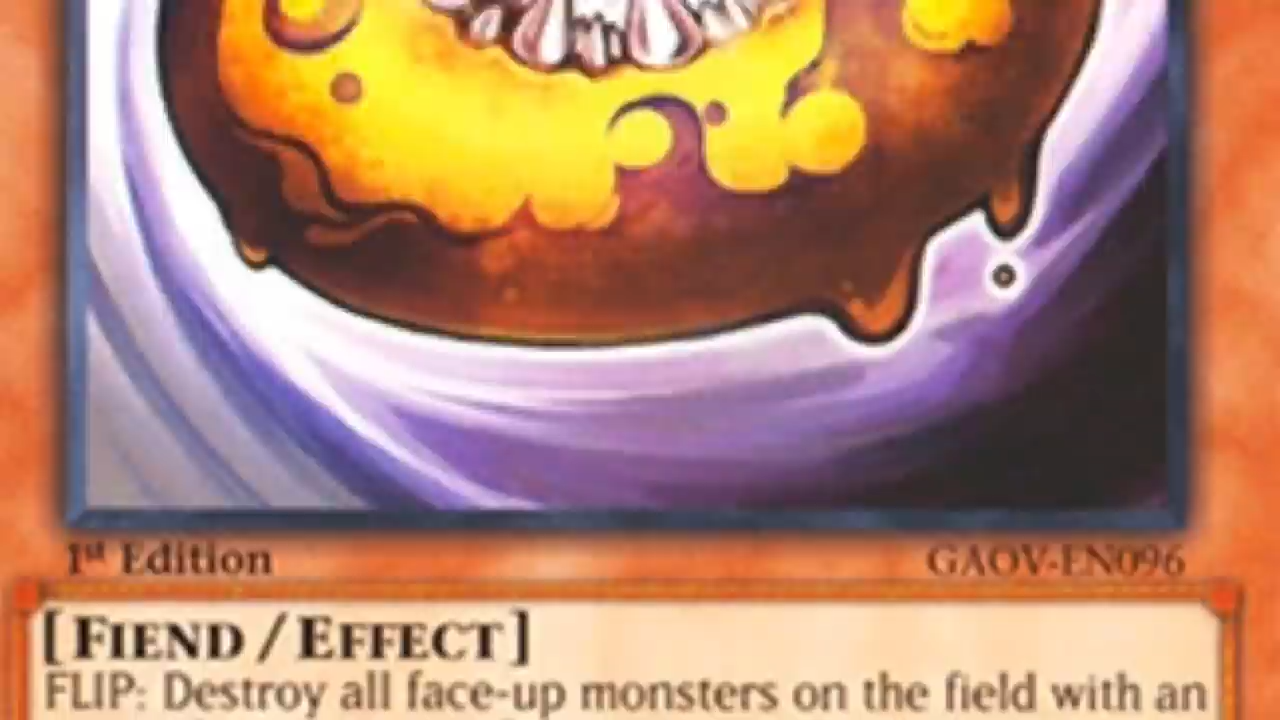 1st Edition GAOV-EN096
[FIEND / EFFECT]
FLIP: Destroy all face-up monsters on the field with an